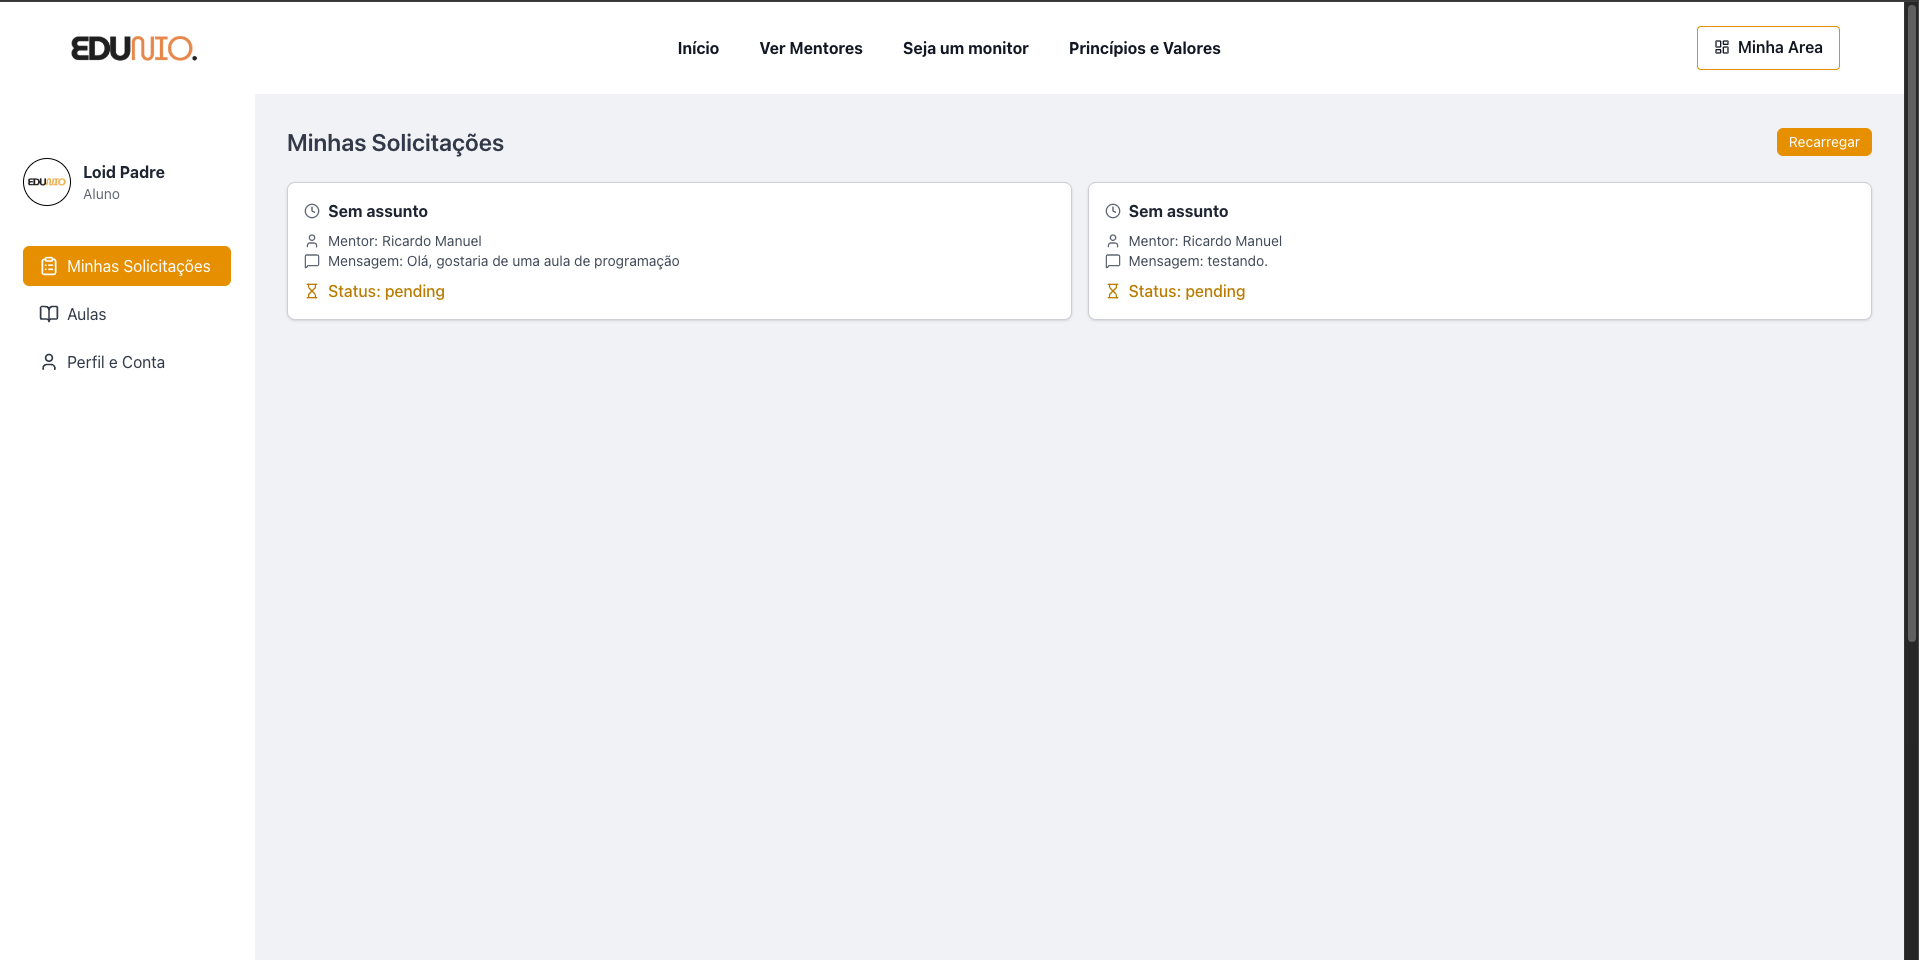 EDUNIO.
Início
Ver Mentores
Seja um monitor
Princípios e Valores
Minha Area
EDUNIO
Loid Padre
Aluno
Minhas Solicitações
Aulas
Perfil e Conta
Minhas Solicitações
Recarregar
Sem assunto
Mentor: Ricardo Manuel
Mensagem: Olá, gostaria de uma aula de programação
Status: pending
Sem assunto
Mentor: Ricardo Manuel
Mensagem: testando.
Status: pending